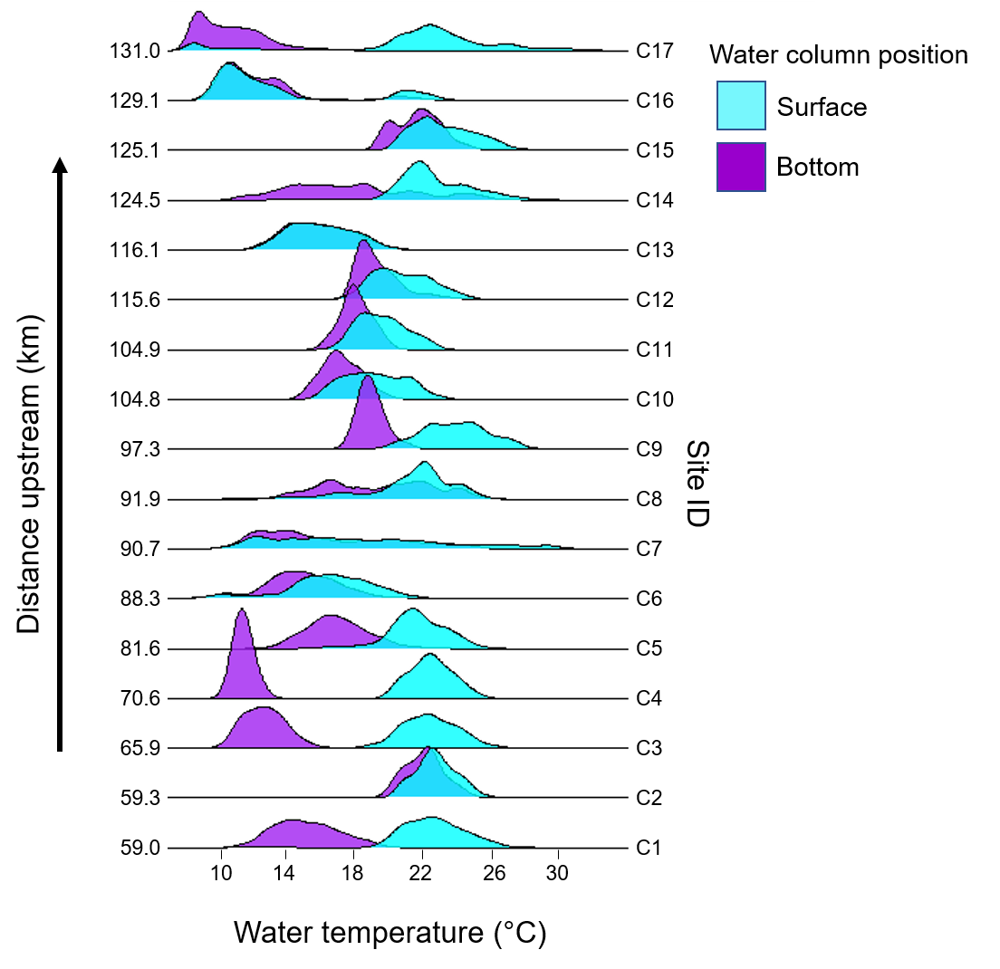 131.0 C17
129.1 C16
125.1 C15
124.5 C14
116.1 C13
115.6 C12
104.9 C11
104.8 C10
97.3 C9
91.9 C8
90.7 C7
88.3 C6
81.6 C5
70.6 C4
65.9 C3
59.3 C2
59.0 C1
10 14 18 22 26 30
Water temperature (°C)
Distance upstream (km)
Site ID
Water column position
Surface
Bottom